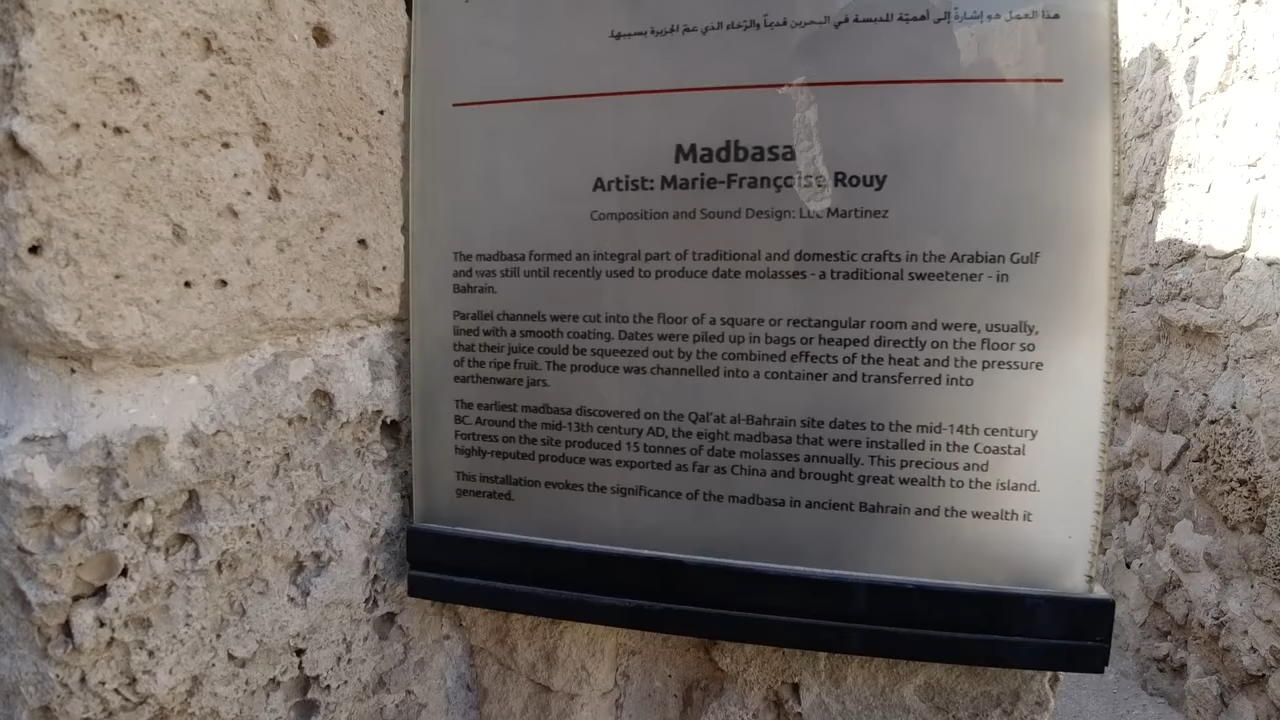 هذا العمل هو إشارةٌ إلى أهميّة المدبسة في البحرين قديماً والرّخاء الذي عمّ الجزيرة بسببها.
Madbasa
Artist: Marie-Françoise Rouy
Composition and Sound Design: Luc Martinez
The madbasa formed an integral part of traditional and domestic crafts in the Arabian Gulf
and was still until recently used to produce date molasses - a traditional sweetener - in
Bahrain.
Parallel channels were cut into the floor of a square or rectangular room and were, usually,
lined with a smooth coating. Dates were piled up in bags or heaped directly on the floor so
that their juice could be squeezed out by the combined effects of the heat and the pressure
of the ripe fruit. The produce was channelled into a container and transferred into
earthenware jars.
The earliest madbasa discovered on the Qal'at al-Bahrain site dates to the mid-14th century
BC. Around the mid-13th century AD, the eight madbasa that were installed in the Coastal
Fortress on the site produced 15 tonnes of date molasses annually. This precious and
highly-reputed produce was exported as far as China and brought great wealth to the island.
This installation evokes the significance of the madbasa in ancient Bahrain and the wealth it
generated.